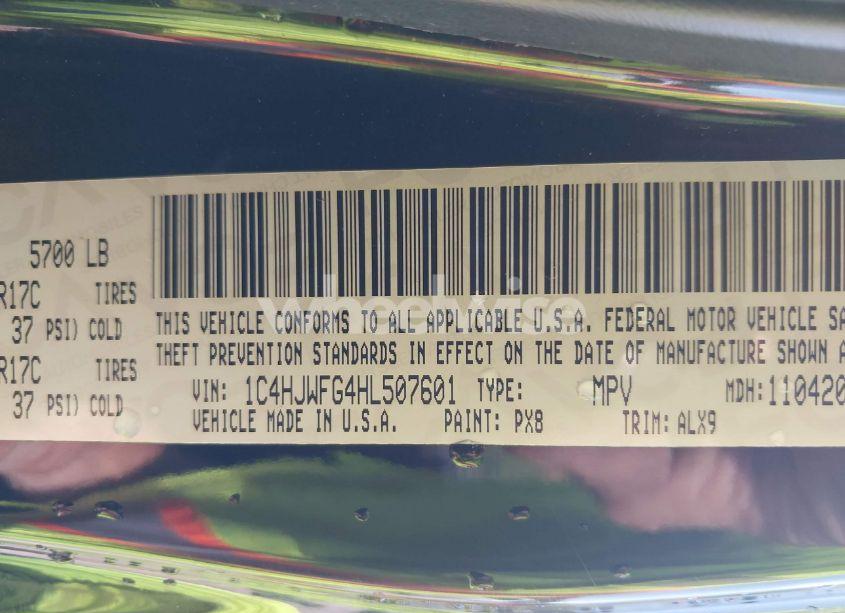 5700 LB
R17C TIRES
37 PSI) COLD
R17C TIRES
37 PSI) COLD
wheelwise
THIS VEHICLE CONFORMS TO ALL APPLICABLE U.S.A. FEDERAL MOTOR VEHICLE SA
THEFT PREVENTION STANDARDS IN EFFECT ON THE DATE OF MANUFACTURE SHOWN A
VIN: 1C4HJWFG4HL507601 TYPE: MPV MDH: 110420
VEHICLE MADE IN U.S.A. PAINT: PX8 TRIM: ALX9